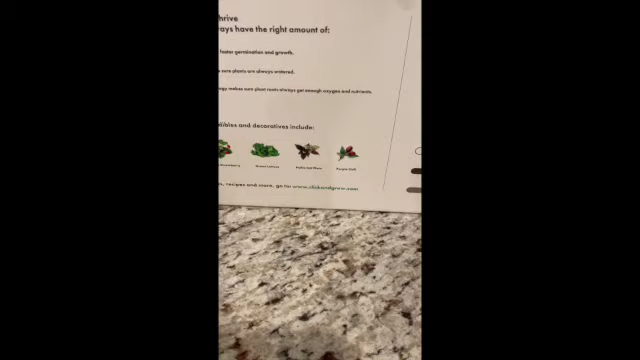 hrive
ays have the right amount of:
faster germination and growth.
sure plants are always watered.
ogy makes sure plant roots always get enough oxygen and nutrients.
and decoratives include:
Purple Chili
, recipes and more, go to: www.clickandgrow.com